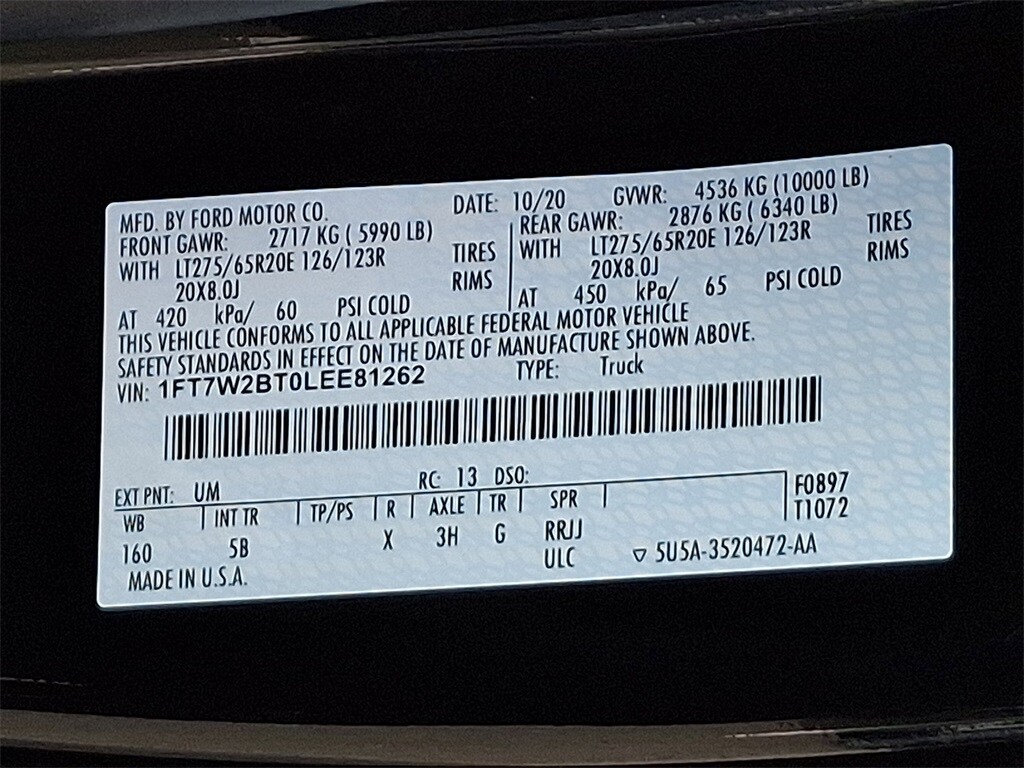 MFD. BY FORD MOTOR CO. DATE: 10/20 GVWR: 4536 KG (10000 LB)
FRONT GAWR: 2717 KG ( 5990 LB)
WITH LT275/65R20E 126/123R TIRES
20X8.0J RIMS
AT 420 kPa/ 60 PSI COLD
REAR GAWR: 2876 KG ( 6340 LB)
WITH LT275/65R20E 126/123R TIRES
20X8.0J RIMS
AT 450 kPa/ 65 PSI COLD
THIS VEHICLE CONFORMS TO ALL APPLICABLE FEDERAL MOTOR VEHICLE
SAFETY STANDARDS IN EFFECT ON THE DATE OF MANUFACTURE SHOWN ABOVE.
VIN: 1FT7W2BT0LEE81262 TYPE: Truck
EXT PNT: UM RC: 13 DSO: F0897
WB INT TR TP/PS R AXLE TR SPR T1072
160 5B X 3H G RRJJ
MADE IN U.S.A. ULC ▽ 5U5A-3520472-AA